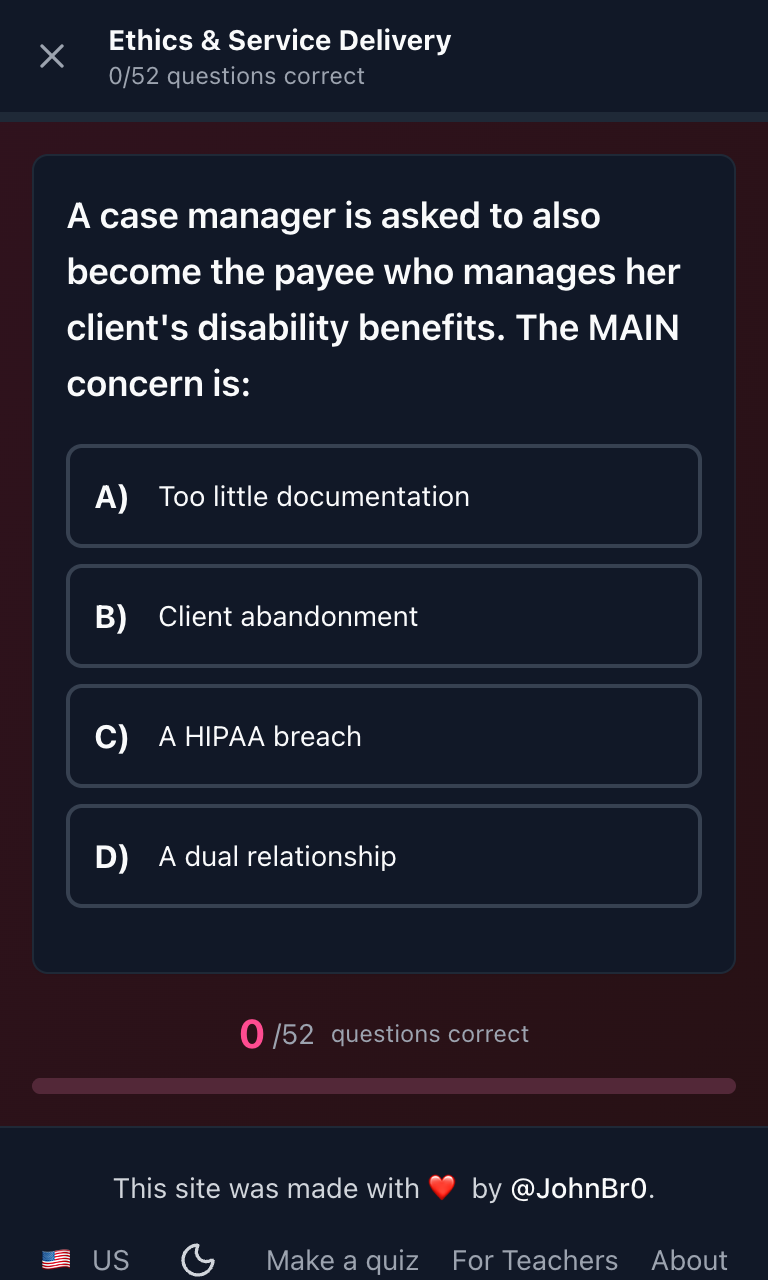 Ethics & Service Delivery
0/52 questions correct
A case manager is asked to also
become the payee who manages her
client's disability benefits. The MAIN
concern is:
A) Too little documentation
B) Client abandonment
C) A HIPAA breach
D) A dual relationship
0 /52 questions correct
This site was made with ❤️ by @JohnBr0.
🇺🇸 US Make a quiz For Teachers About